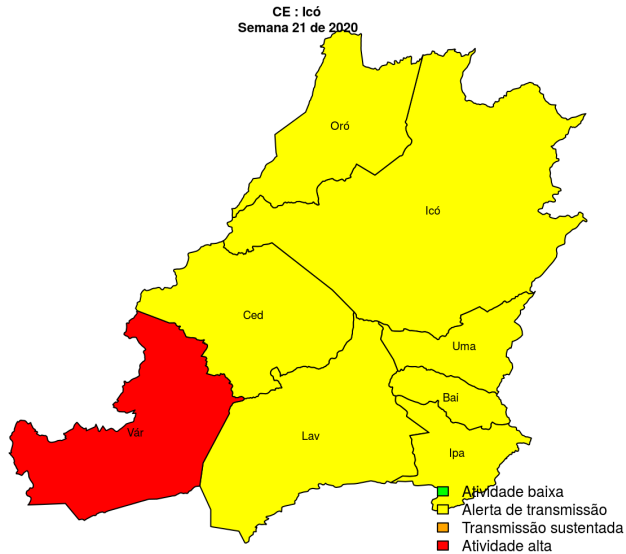 CE : Icó
Semana 21 de 2020
Oró
Icó
Ced
Uma
Bai
Vár
Lav
Ipa
Atividade baixa
Alerta de transmissão
Transmissão sustentada
Atividade alta